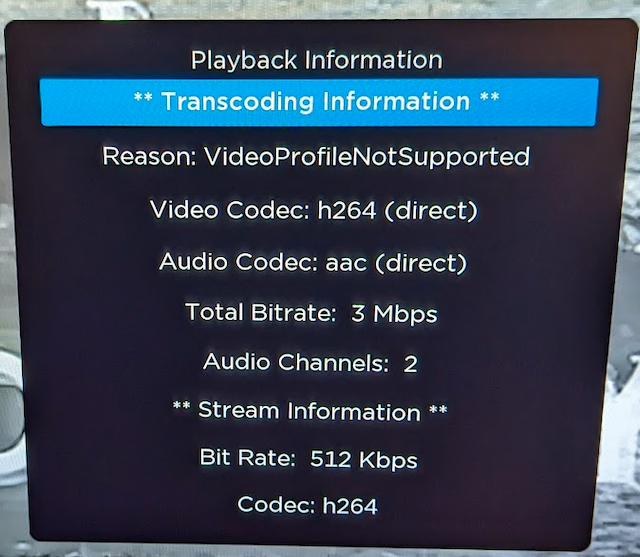 Playback Information
** Transcoding Information **
Reason: VideoProfileNotSupported
Video Codec: h264 (direct)
Audio Codec: aac (direct)
Total Bitrate: 3 Mbps
Audio Channels: 2
** Stream Information **
Bit Rate: 512 Kbps
Codec: h264